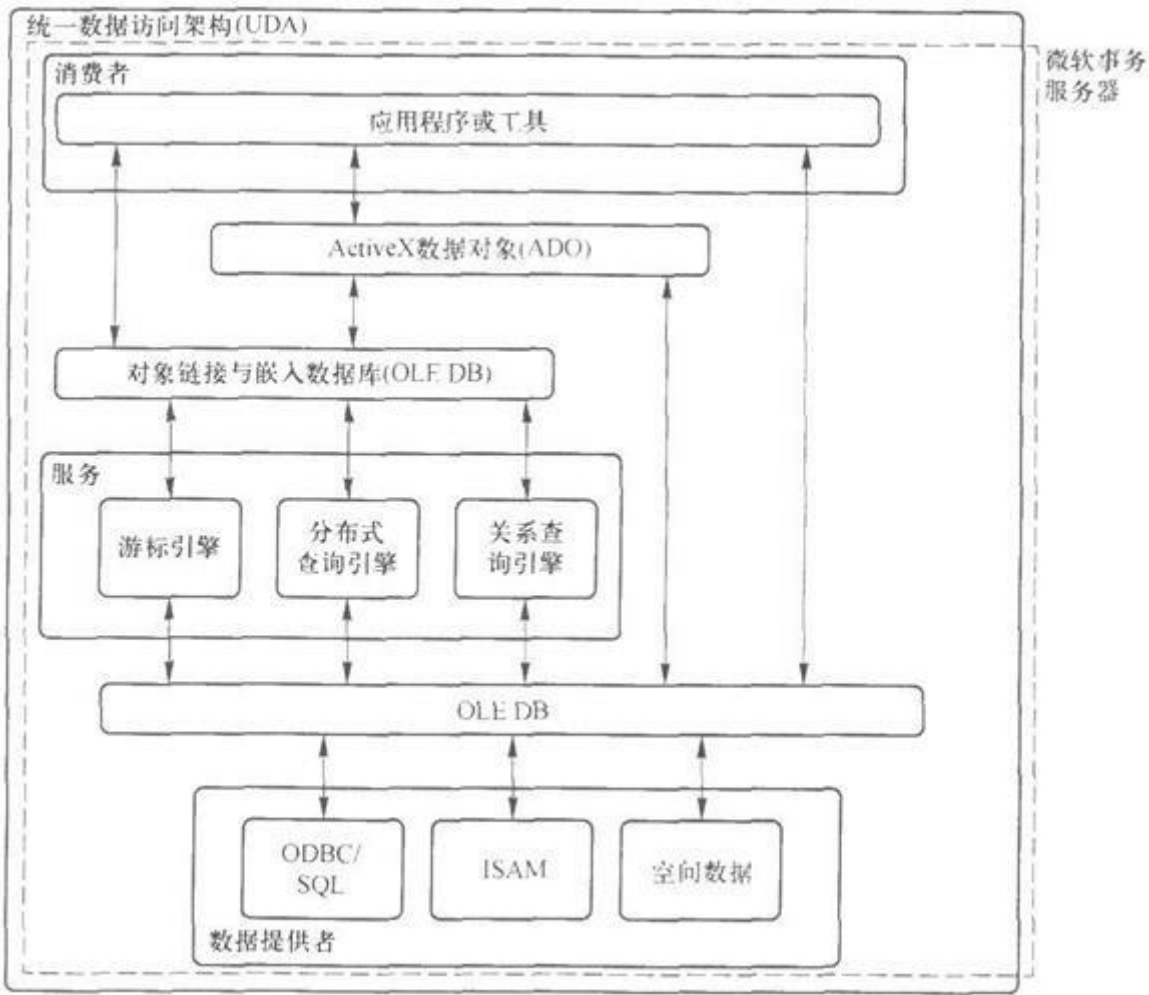 统一数据访问架构(UDA)
微软事务
服务器
消费者
应用程序或工具
ActiveX数据对象(ADO)
对象链接与嵌入数据库(OLE DB)
服务
游标引擎
分布式
查询引擎
关系查
询引擎
OLE DB
ODBC/
SQL
ISAM
空间数据
数据提供者